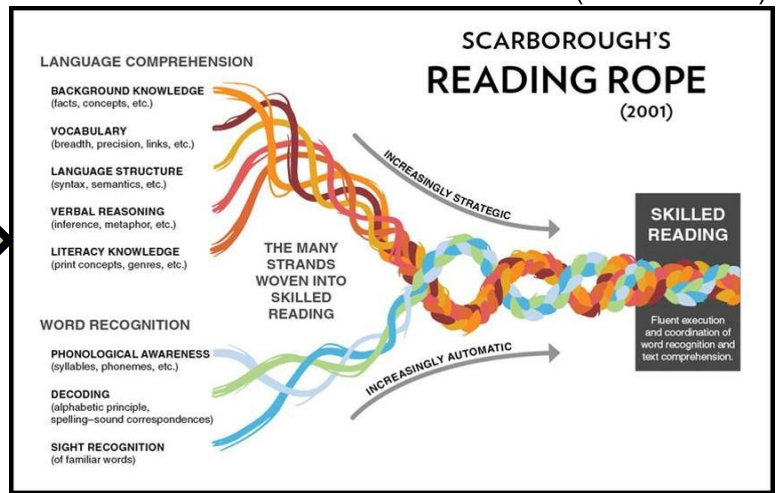 SCARBOROUGH'S
READING ROPE
(2001)
LANGUAGE COMPREHENSION
BACKGROUND KNOWLEDGE
(facts, concepts, etc.)
VOCABULARY
(breadth, precision, links, etc.)
LANGUAGE STRUCTURE
(syntax, semantics, etc.)
VERBAL REASONING
(inference, metaphor, etc.)
LITERACY KNOWLEDGE
(print concepts, genres, etc.)
WORD RECOGNITION
PHONOLOGICAL AWARENESS
(syllables, phonemes, etc.)
DECODING
(alphabetic principle,
spelling–sound correspondences)
SIGHT RECOGNITION
(of familiar words)
THE MANY
STRANDS
WOVEN INTO
SKILLED
READING
INCREASINGLY STRATEGIC
INCREASINGLY AUTOMATIC
SKILLED
READING
Fluent execution
and coordination of
word recognition and
text comprehension.